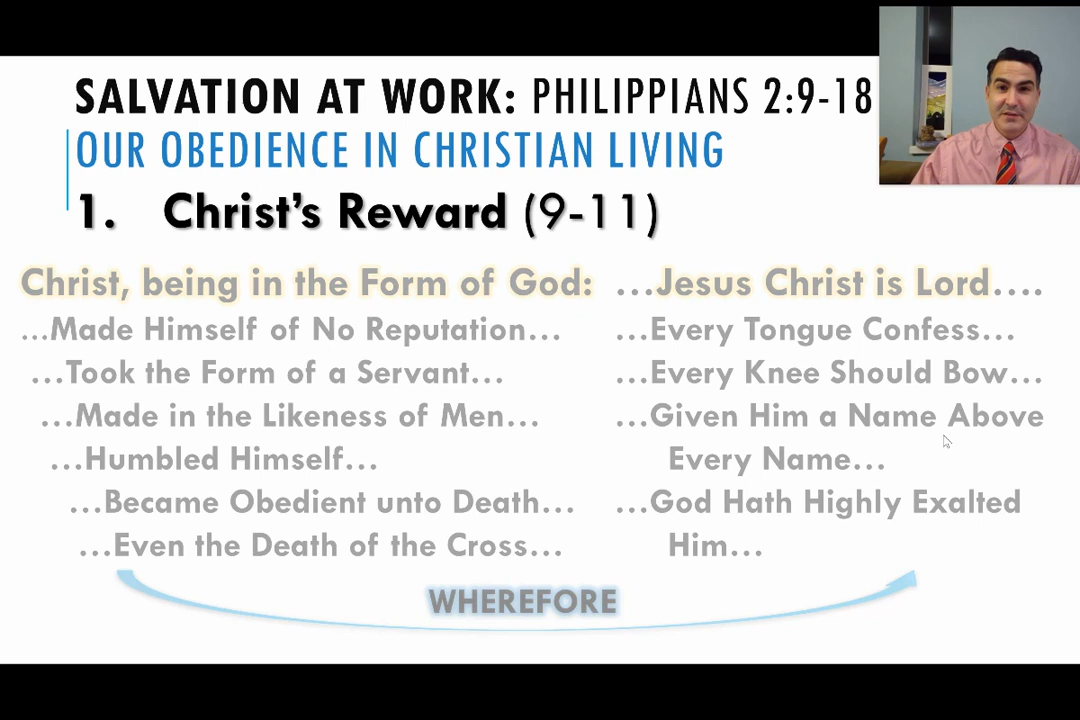 SALVATION AT WORK: PHILIPPIANS 2:9-18
OUR OBEDIENCE IN CHRISTIAN LIVING
1. Christ's Reward (9-11)
Christ, being in the Form of God:
...Made Himself of No Reputation...
...Took the Form of a Servant...
...Made in the Likeness of Men...
...Humbled Himself...
...Became Obedient unto Death...
...Even the Death of the Cross...
...Jesus Christ is Lord....
...Every Tongue Confess...
...Every Knee Should Bow...
...Given Him a Name Above
Every Name...
...God Hath Highly Exalted
Him...
WHEREFORE